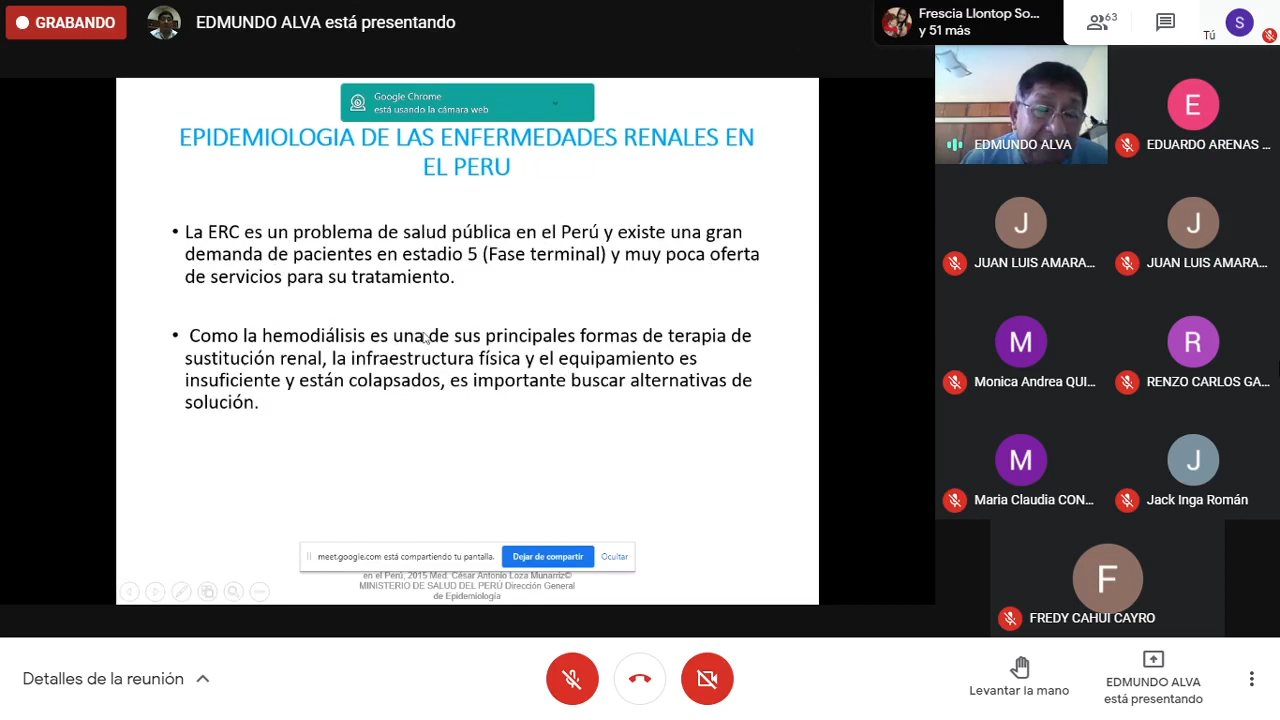 GRABANDO
EDMUNDO ALVA está presentando
Frescia Llontop So...
y 51 más
63
Tú
S
Google Chrome
está usando la cámara web
EPIDEMIOLOGIA DE LAS ENFERMEDADES RENALES EN
EL PERU
• La ERC es un problema de salud pública en el Perú y existe una gran
demanda de pacientes en estadio 5 (Fase terminal) y muy poca oferta
de servicios para su tratamiento.
• Como la hemodiálisis es una de sus principales formas de terapia de
sustitución renal, la infraestructura física y el equipamiento es
insuficiente y están colapsados, es importante buscar alternativas de
solución.
meet.google.com está compartiendo tu pantalla.
Dejar de compartir
Ocultar
en el Perú, 2015 Med. César Antonio Loza Munarriz©
MINISTERIO DE SALUD DEL PERÚ Dirección General
de Epidemiología
EDMUNDO ALVA
E
EDUARDO ARENAS ...
J
JUAN LUIS AMARA...
J
JUAN LUIS AMARA...
M
Monica Andrea QUI...
R
RENZO CARLOS GA...
M
Maria Claudia CON...
J
Jack Inga Román
F
FREDY CAHUI CAYRO
Detalles de la reunión
Levantar la mano
EDMUNDO ALVA
está presentando